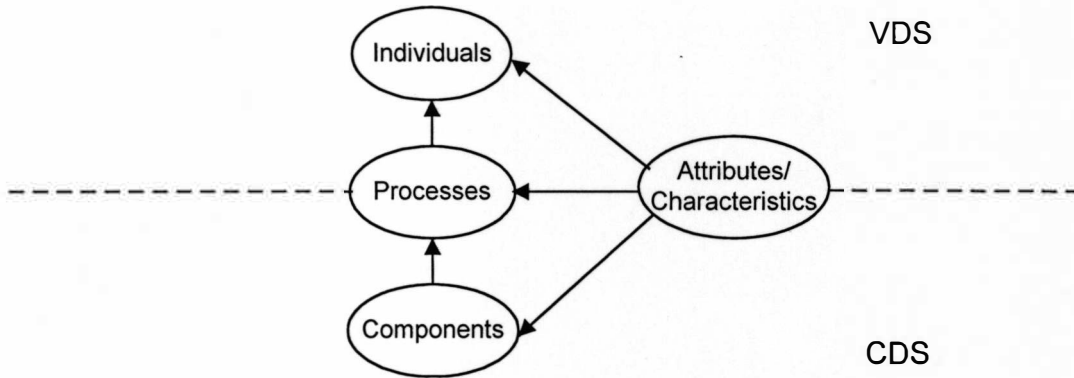 VDS
Individuals
Attributes/
Characteristics
Processes
Components
CDS